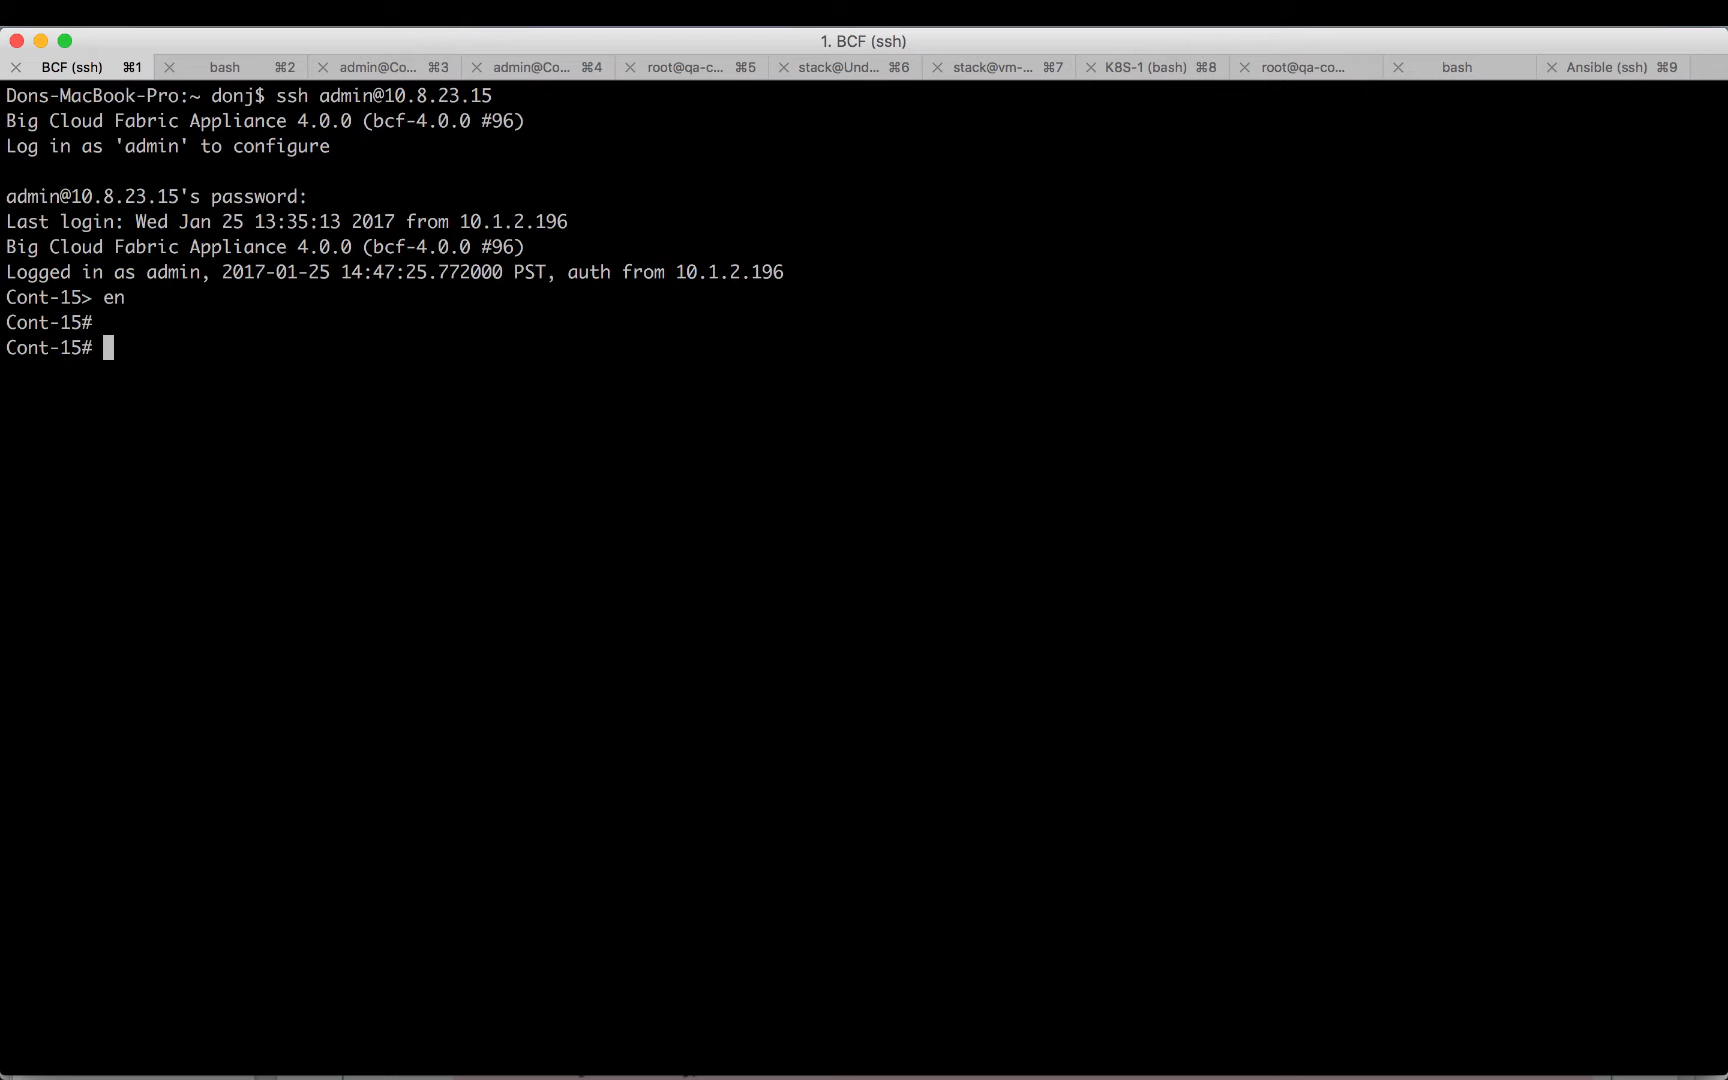 1. BCF (ssh)
BCF (ssh) ⌘1 bash ⌘2 admin@Co... ⌘3 admin@Co... ⌘4 root@qa-c... ⌘5 stack@Und... ⌘6 stack@vm-... ⌘7 K8S-1 (bash) ⌘8 root@qa-co... bash Ansible (ssh) ⌘9
Dons-MacBook-Pro:~ donj$ ssh admin@10.8.23.15
Big Cloud Fabric Appliance 4.0.0 (bcf-4.0.0 #96)
Log in as 'admin' to configure
admin@10.8.23.15's password:
Last login: Wed Jan 25 13:35:13 2017 from 10.1.2.196
Big Cloud Fabric Appliance 4.0.0 (bcf-4.0.0 #96)
Logged in as admin, 2017-01-25 14:47:25.772000 PST, auth from 10.1.2.196
Cont-15> en
Cont-15#
Cont-15#